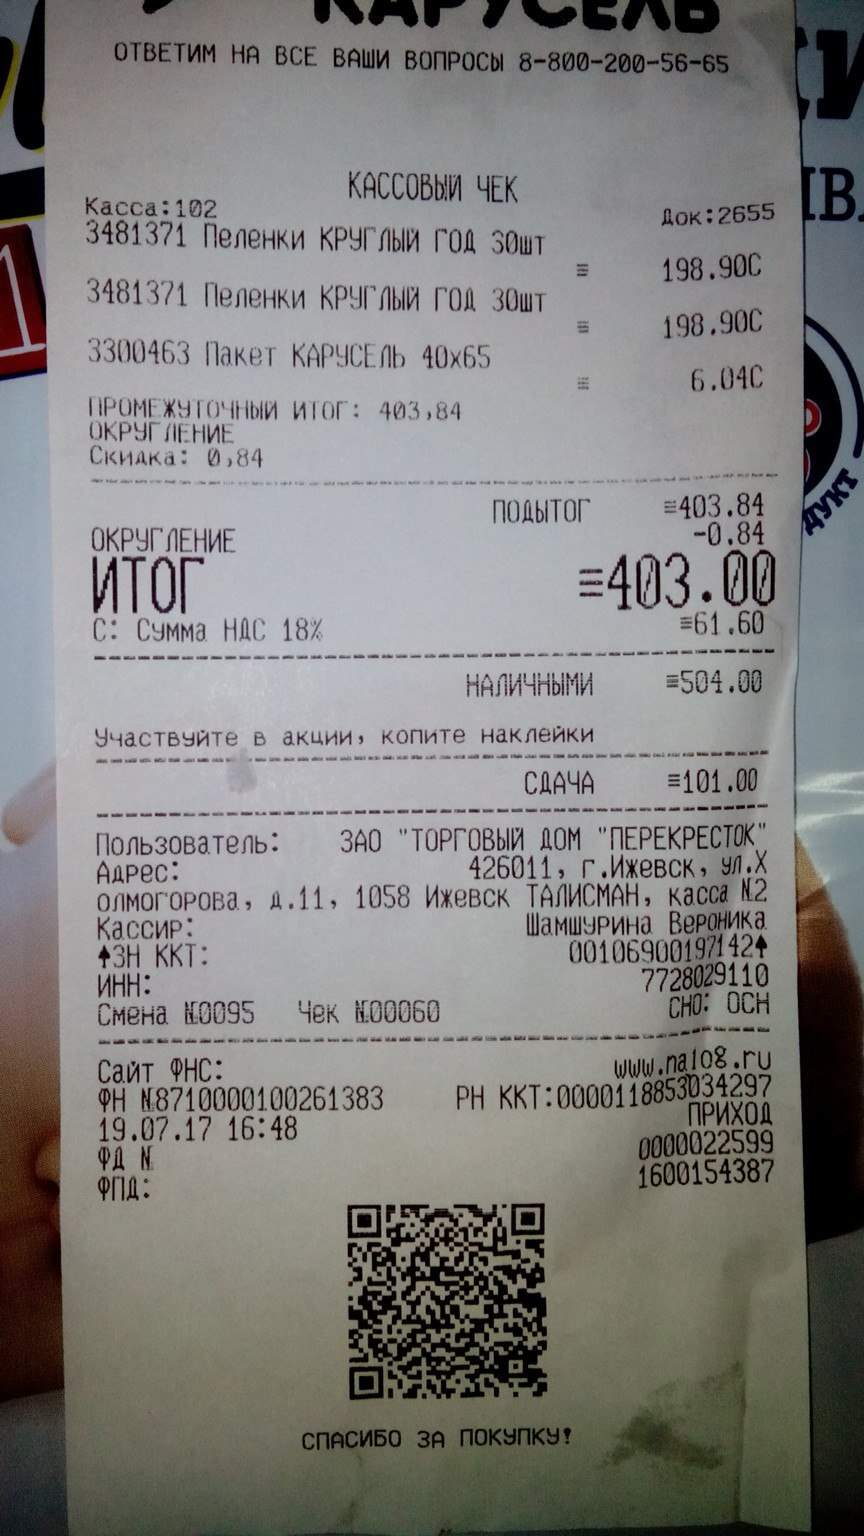 КАРУСЕЛЬ
ОТВЕТИМ НА ВСЕ ВАШИ ВОПРОСЫ 8-800-200-56-65
КАССОВЫЙ ЧЕК
Касса:102 Док:2655
3481371 Пеленки КРУГЛЫЙ ГОД 30шт
≡ 198.90С
3481371 Пеленки КРУГЛЫЙ ГОД 30шт
≡ 198.90С
3300463 Пакет КАРУСЕЛЬ 40х65
≡ 6.04С
ПРОМЕЖУТОЧНЫЙ ИТОГ: 403,84
ОКРУГЛЕНИЕ
Скидка: 0,84
ПОДЫТОГ ≡403.84
ОКРУГЛЕНИЕ -0.84
ИТОГ ≡403.00
С: Сумма НДС 18% ≡61.60
НАЛИЧНЫМИ ≡504.00
Участвуйте в акции, копите наклейки
СДАЧА ≡101.00
Пользователь: ЗАО "ТОРГОВЫЙ ДОМ "ПЕРЕКРЕСТОК"
Адрес: 426011, г.Ижевск, ул.Х
олмогорова, д.11, 1058 Ижевск ТАЛИСМАН, касса №2
Кассир: Шамшурина Вероника
↑ЗН ККТ: 00106900197142↑
ИНН: 7728029110
Смена №0095 Чек №00060 СНО: ОСН
Сайт ФНС: www.nalog.ru
ФН №8710000100261383 РН ККТ:0000118853034297
19.07.17 16:48 ПРИХОД
ФД № 0000022599
ФПД: 1600154387
СПАСИБО ЗА ПОКУПКУ!